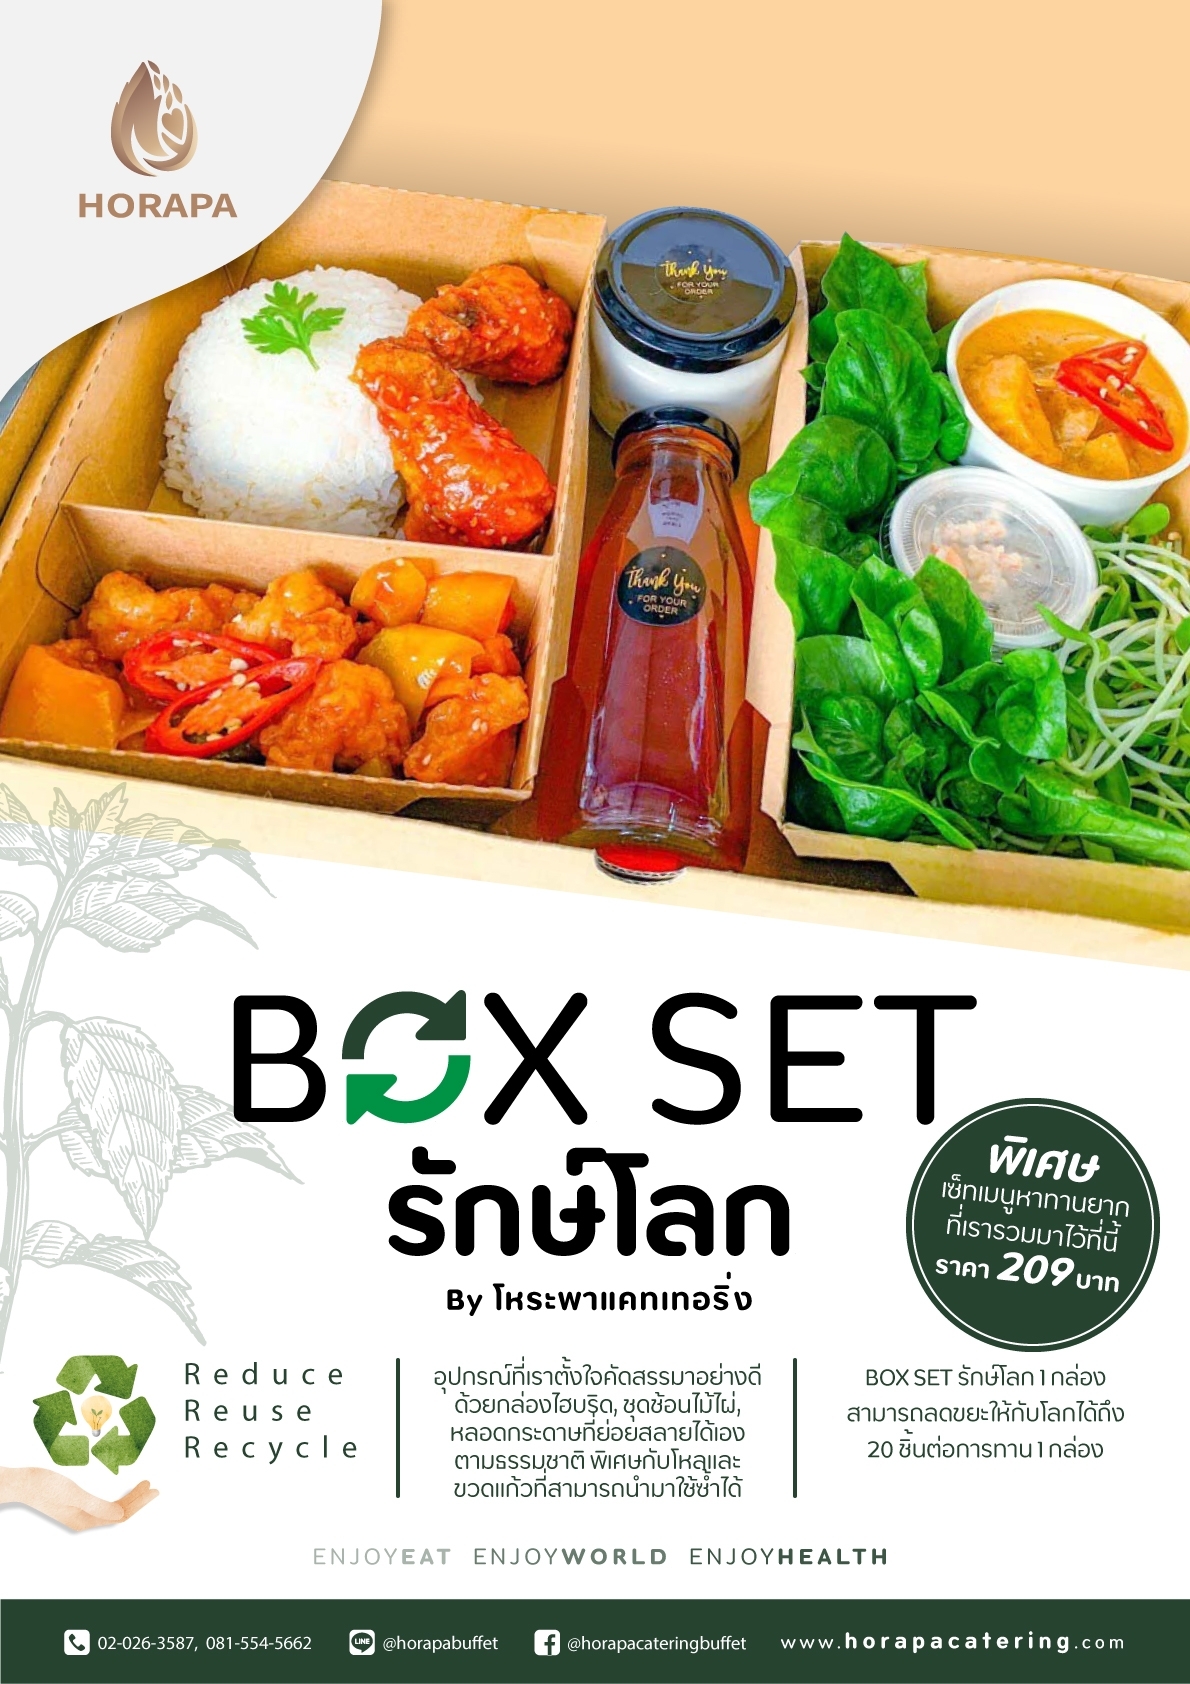 HORAPA
Thank You
FOR YOUR
ORDER
Thank You
FOR YOUR
ORDER
BOX SET
รักษ์โลก
By โหระพาแคทเทอริ่ง
พิเศษ
เซ็ทเมนูหาทานยาก
ที่เรารวมมาไว้ที่นี้
ราคา 209 บาท
Reduce
Reuse
Recycle
อุปกรณ์ที่เราตั้งใจคัดสรรมาอย่างดี
ด้วยกล่องไฮบริด, ชุดช้อนไม้ไผ่,
หลอดกระดาษที่ย่อยสลายได้เอง
ตามธรรมชาติ พิเศษกับโหลและ
ขวดแก้วที่สามารถนำมาใช้ซ้ำได้
BOX SET รักษ์โลก 1 กล่อง
สามารถลดขยะให้กับโลกได้ถึง
20 ชิ้นต่อการทาน 1 กล่อง
ENJOYEAT ENJOYWORLD ENJOYHEALTH
02-026-3587, 081-554-5662 LINE @horapabuffet @horapacateringbuffet www.horapacatering.com